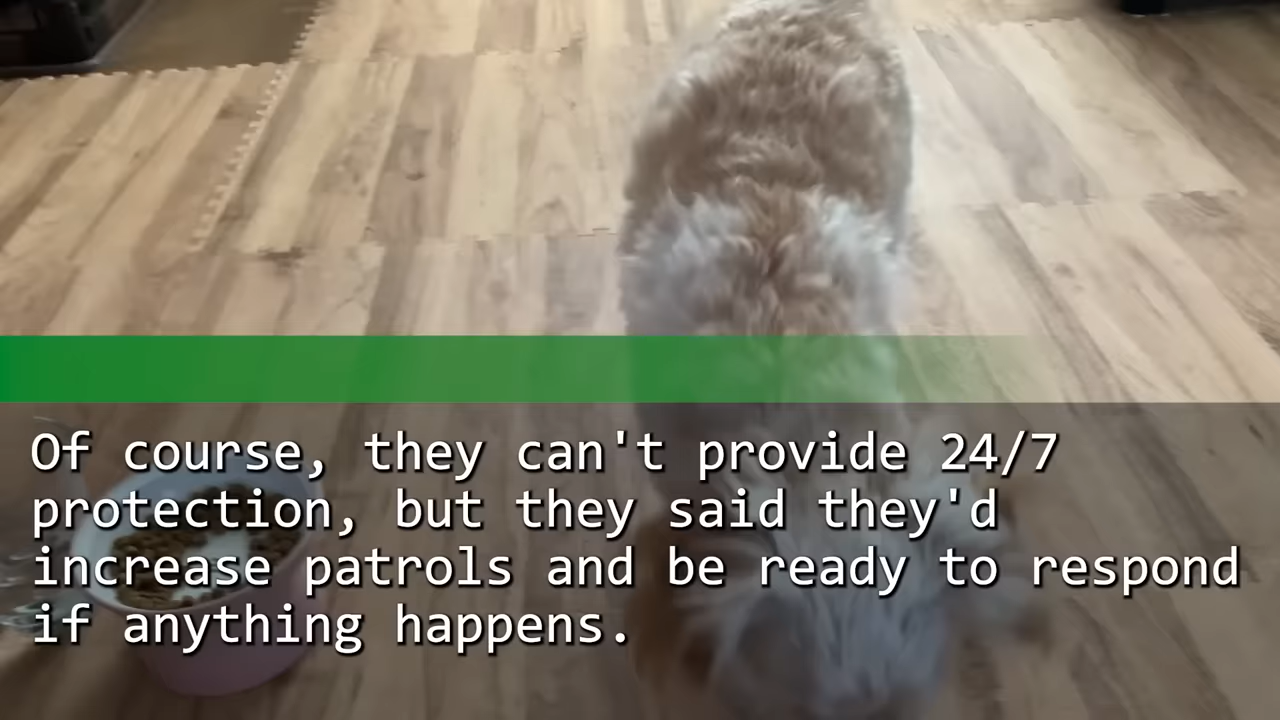 Of course, they can't provide 24/7
protection, but they said they'd
increase patrols and be ready to respond
if anything happens.